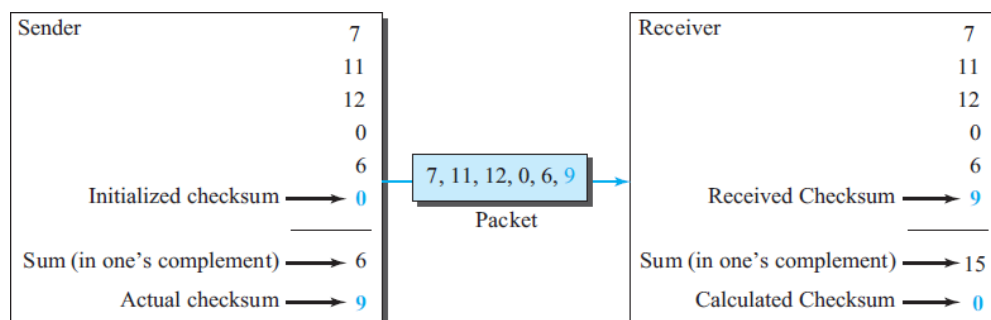 Sender
7
11
12
0
6
Initialized checksum 0
Sum (in one's complement) 6
Actual checksum 9
7, 11, 12, 0, 6, 9
Packet
Receiver
7
11
12
0
6
Received Checksum 9
Sum (in one's complement) 15
Calculated Checksum 0